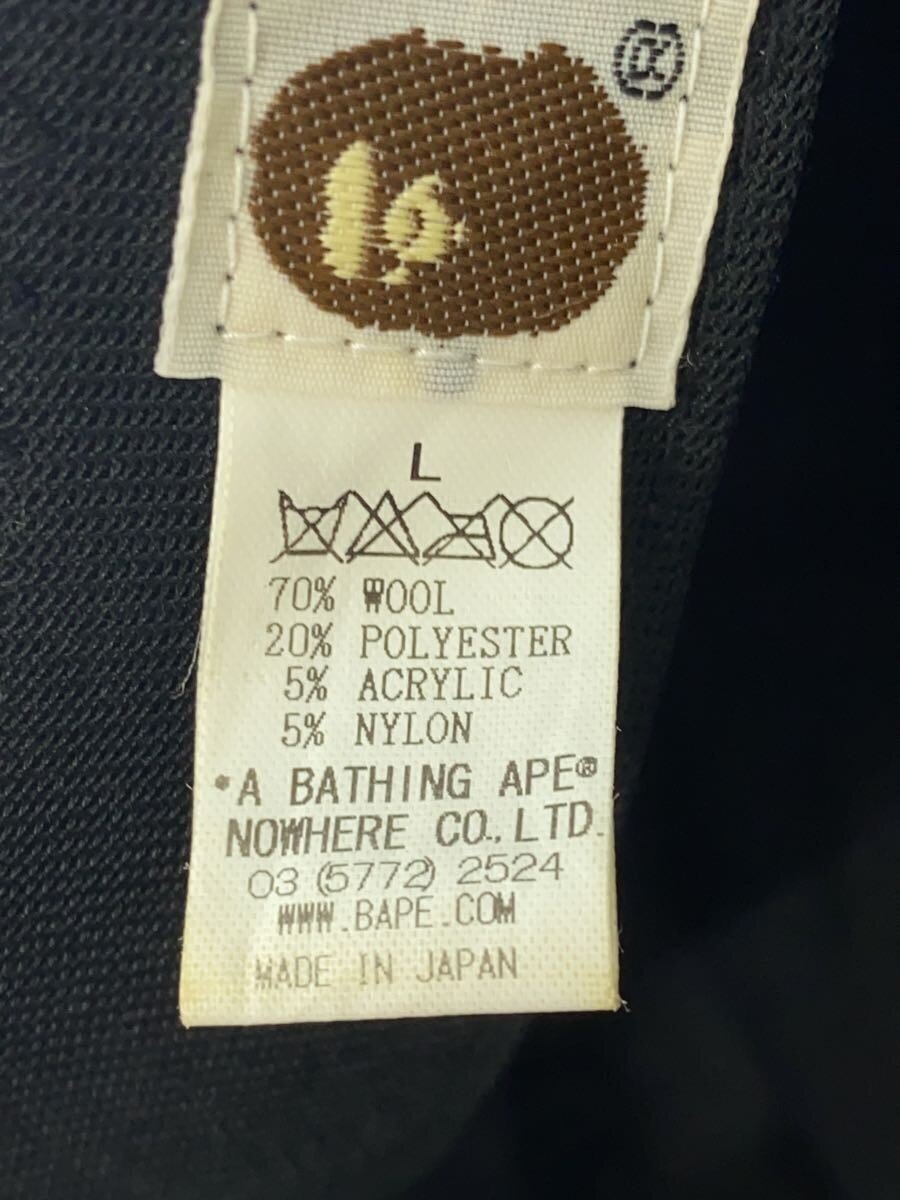 ®
L
70% WOOL
20% POLYESTER
5% ACRYLIC
5% NYLON
*A BATHING APE®
NOWHERE CO., LTD.
03 (5772) 2524
WWW.BAPE.COM
MADE IN JAPAN